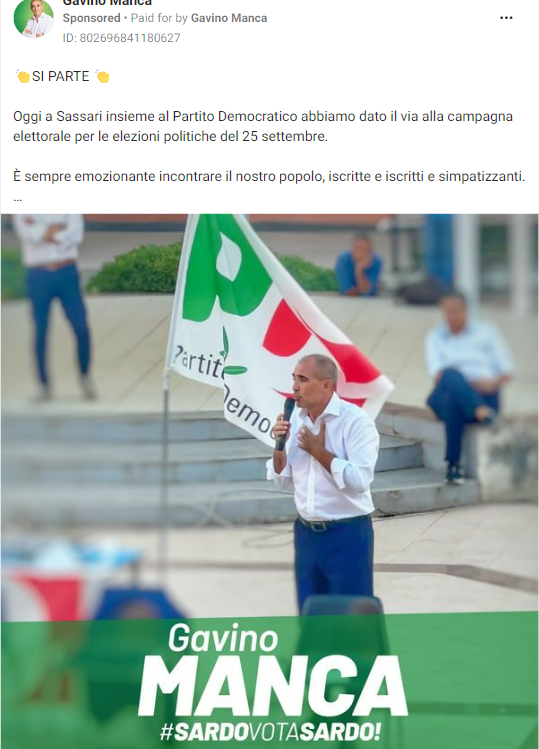 Gavino Manca
Sponsored • Paid for by Gavino Manca
ID: 802696841180627
👏SI PARTE 👏
Oggi a Sassari insieme al Partito Democratico abbiamo dato il via alla campagna
elettorale per le elezioni politiche del 25 settembre.
È sempre emozionante incontrare il nostro popolo, iscritte e iscritti e simpatizzanti.
...
Partit
Demo
Gavino
MANCA
#SARDOVOTASARDO!